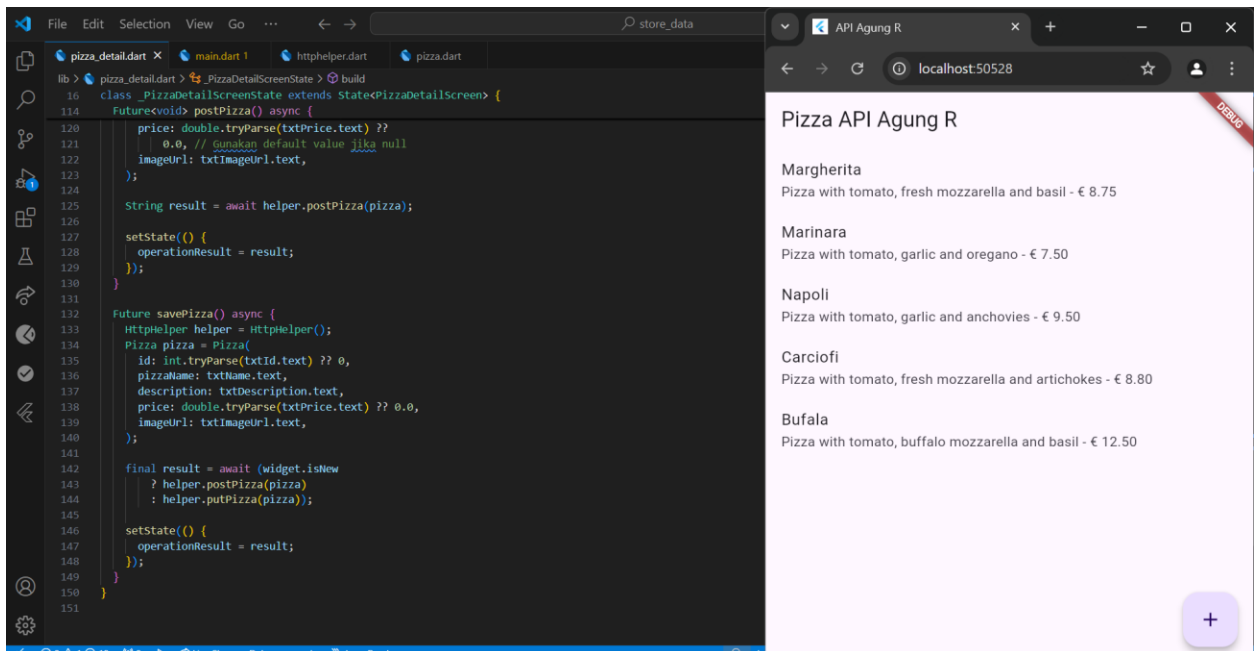 File Edit Selection View Go ··· store_data
pizza_detail.dart main.dart 1 httphelper.dart pizza.dart
lib > pizza_detail.dart > _PizzaDetailScreenState > build
16 class _PizzaDetailScreenState extends State<PizzaDetailScreen> {
114 Future<void> postPizza() async {
120 price: double.tryParse(txtPrice.text) ??
121 0.0, // Gunakan default value jika null
122 imageUrl: txtImageUrl.text,
123 );
124
125 String result = await helper.postPizza(pizza);
126
127 setState(() {
128 operationResult = result;
129 });
130 }
131
132 Future savePizza() async {
133 HttpHelper helper = HttpHelper();
134 Pizza pizza = Pizza(
135 id: int.tryParse(txtId.text) ?? 0,
136 pizzaName: txtName.text,
137 description: txtDescription.text,
138 price: double.tryParse(txtPrice.text) ?? 0.0,
139 imageUrl: txtImageUrl.text,
140 );
141
142 final result = await (widget.isNew
143 ? helper.postPizza(pizza)
144 : helper.putPizza(pizza));
145
146 setState(() {
147 operationResult = result;
148 });
149 }
150 }
151
1
API Agung R
localhost:50528
DEBUG
Pizza API Agung R
Margherita
Pizza with tomato, fresh mozzarella and basil - € 8.75
Marinara
Pizza with tomato, garlic and oregano - € 7.50
Napoli
Pizza with tomato, garlic and anchovies - € 9.50
Carciofi
Pizza with tomato, fresh mozzarella and artichokes - € 8.80
Bufala
Pizza with tomato, buffalo mozzarella and basil - € 12.50
+